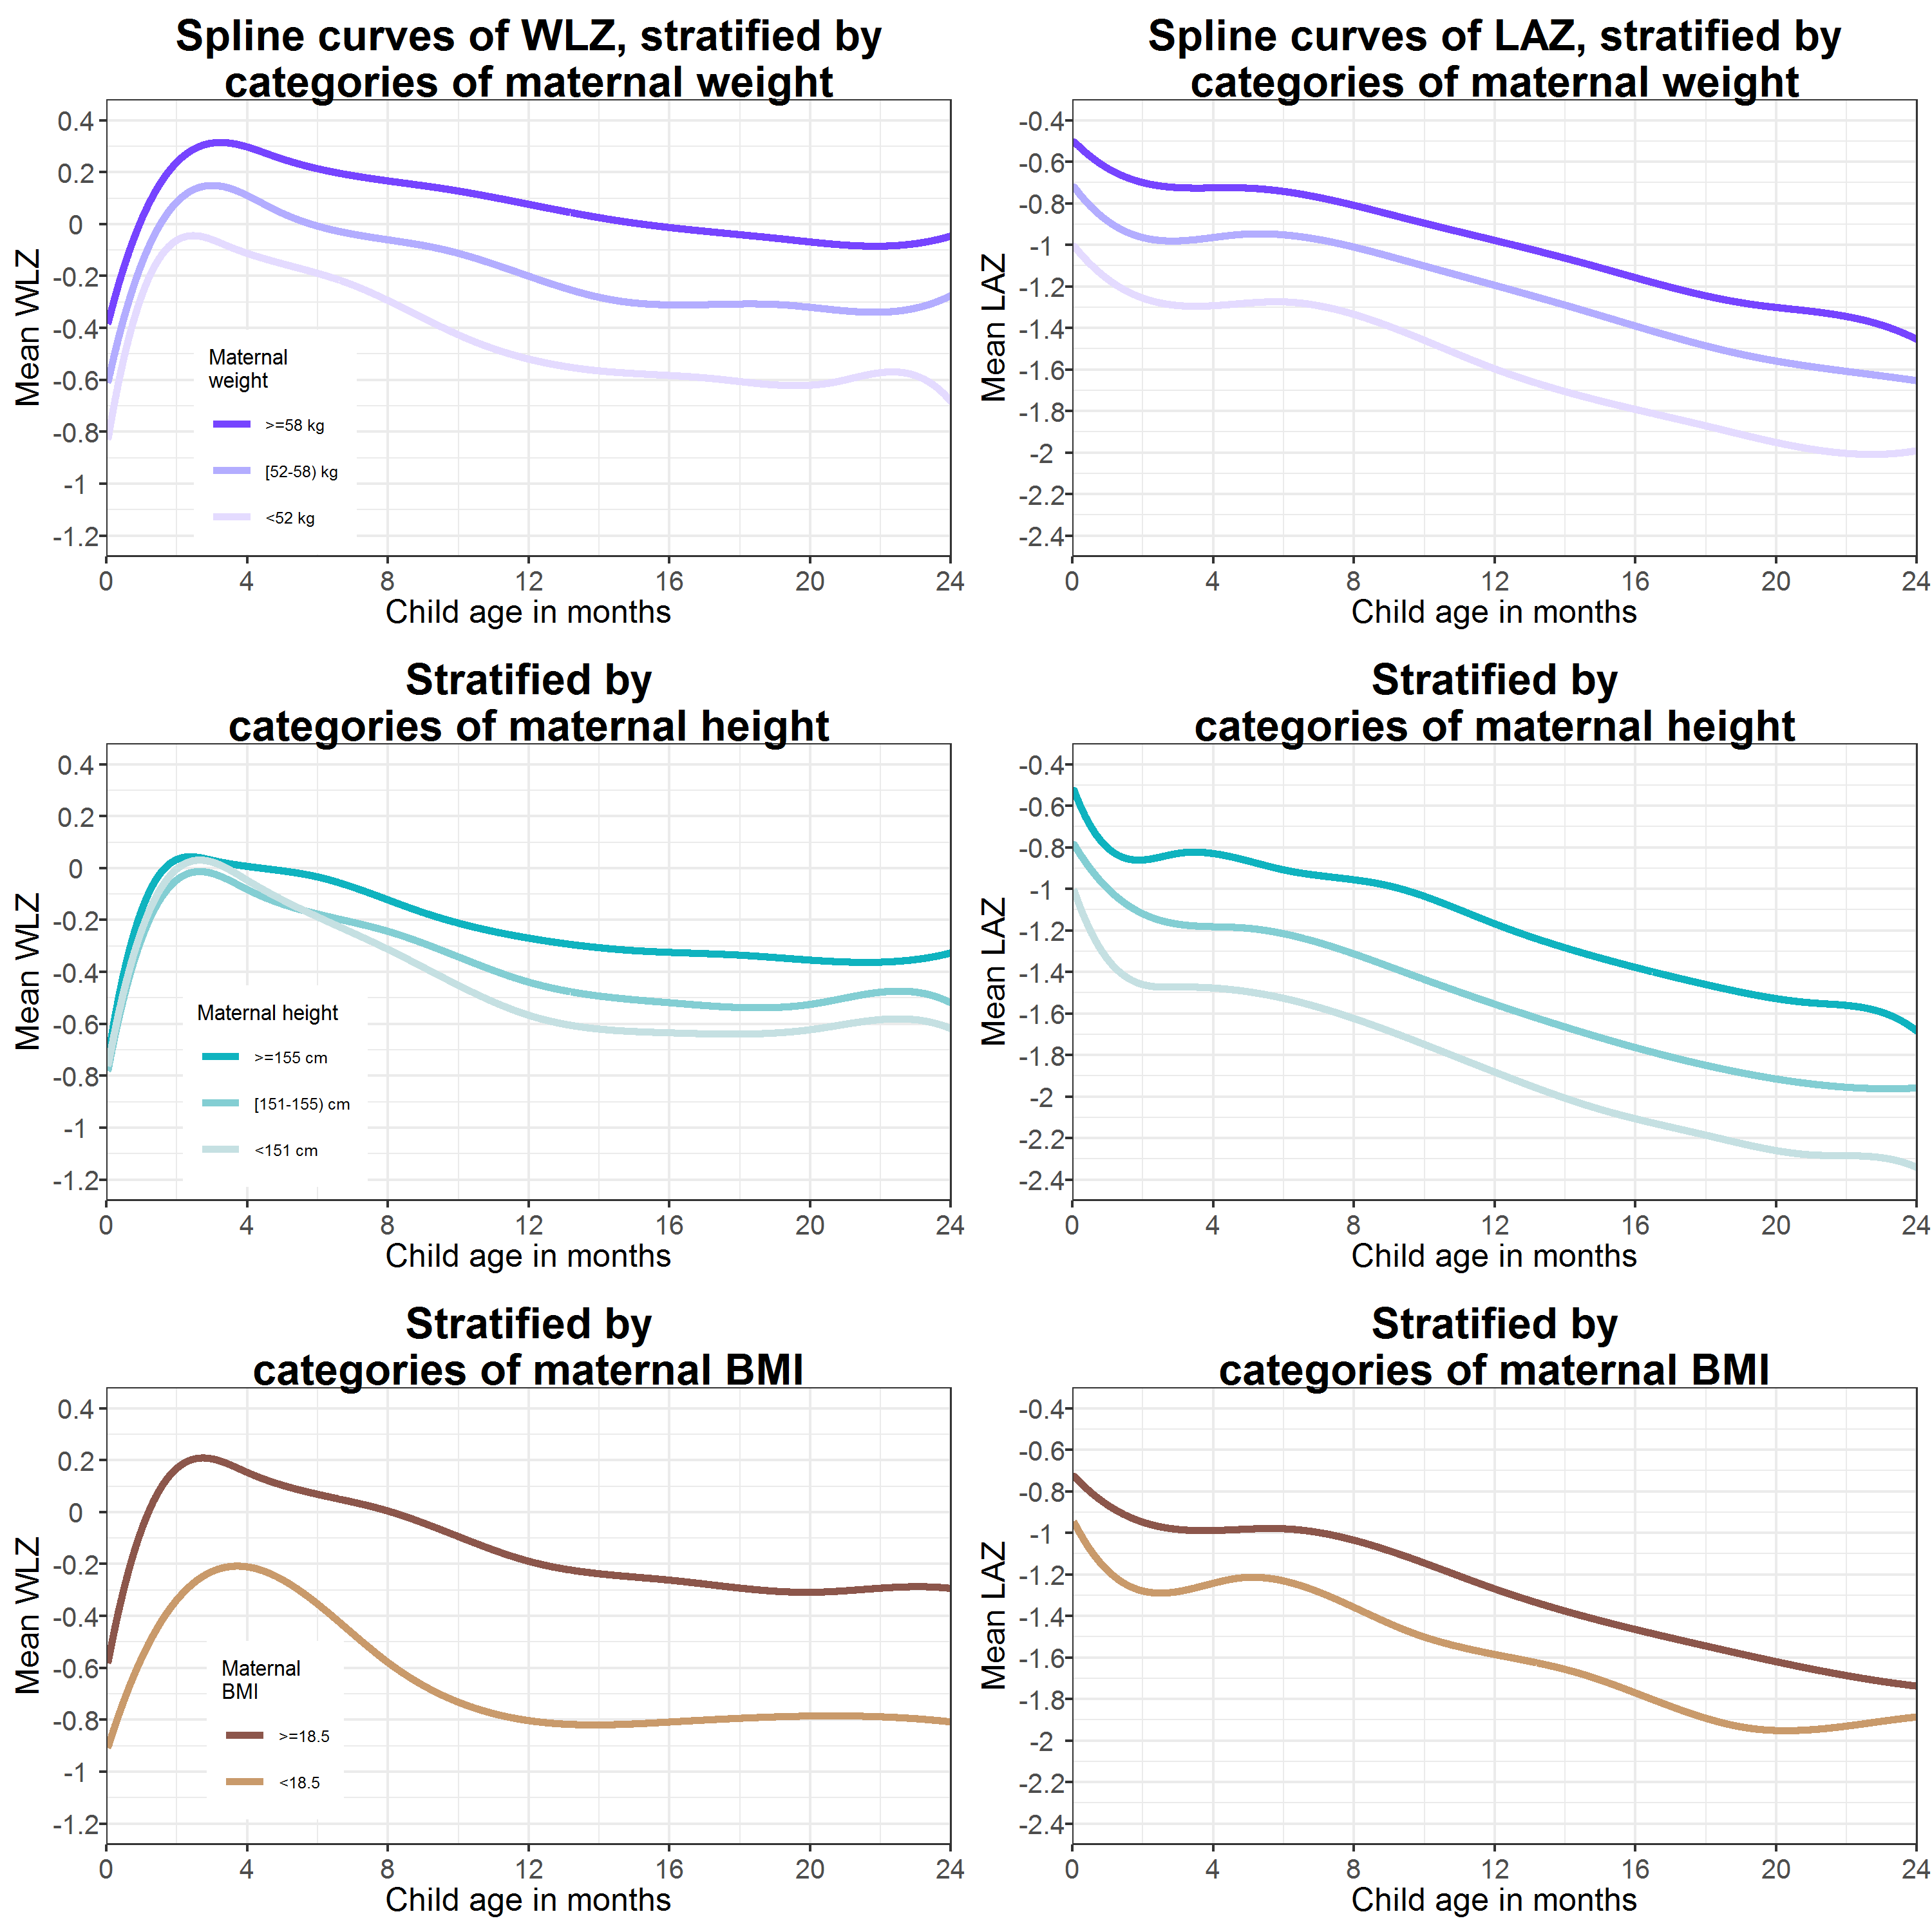 Spline curves of WLZ, stratified by
categories of maternal weight
0.4
0.2
0
-0.2
-0.4
-0.6
-0.8
-1
-1.2
Mean WLZ
Maternal
weight
>=58 kg
[52-58) kg
<52 kg
0 4 8 12 16 20 24
Child age in months
Spline curves of LAZ, stratified by
categories of maternal weight
-0.4
-0.6
-0.8
-1
-1.2
-1.4
-1.6
-1.8
-2
-2.2
-2.4
Mean LAZ
0 4 8 12 16 20 24
Child age in months
Stratified by
categories of maternal height
0.4
0.2
0
-0.2
-0.4
-0.6
-0.8
-1
-1.2
Mean WLZ
Maternal height
>=155 cm
[151-155) cm
<151 cm
0 4 8 12 16 20 24
Child age in months
Stratified by
categories of maternal height
-0.4
-0.6
-0.8
-1
-1.2
-1.4
-1.6
-1.8
-2
-2.2
-2.4
Mean LAZ
0 4 8 12 16 20 24
Child age in months
Stratified by
categories of maternal BMI
0.4
0.2
0
-0.2
-0.4
-0.6
-0.8
-1
-1.2
Mean WLZ
Maternal
BMI
>=18.5
<18.5
0 4 8 12 16 20 24
Child age in months
Stratified by
categories of maternal BMI
-0.4
-0.6
-0.8
-1
-1.2
-1.4
-1.6
-1.8
-2
-2.2
-2.4
Mean LAZ
0 4 8 12 16 20 24
Child age in months